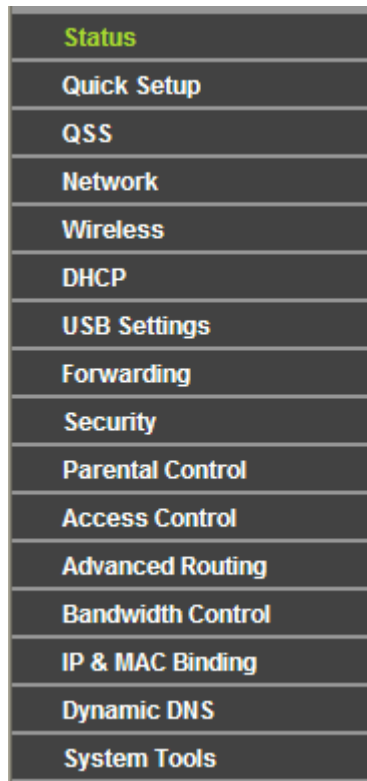 Status
Quick Setup
QSS
Network
Wireless
DHCP
USB Settings
Forwarding
Security
Parental Control
Access Control
Advanced Routing
Bandwidth Control
IP & MAC Binding
Dynamic DNS
System Tools